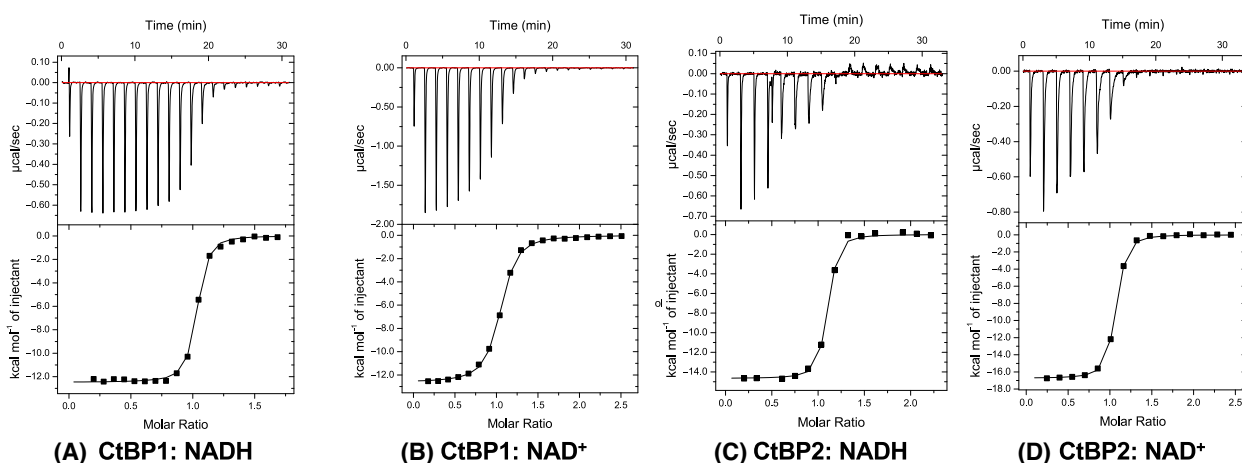 Time (min)
0 10 20 30
0.00
−0.10
−0.20
−0.30
−0.40
−0.50
−0.60
µcal/sec
0.0
−2.0
−4.0
−6.0
−8.0
−10.0
−12.0
kcal mol⁻¹ of injectant
0.0 0.5 1.0 1.5
Molar Ratio
(A) CtBP1: NADH
Time (min)
0 10 20 30
0.00
−0.50
−1.00
−1.50
−2.00
µcal/sec
0.0
−2.0
−4.0
−6.0
−8.0
−10.0
−12.0
kcal mol⁻¹ of injectant
0.0 0.5 1.0 1.5 2.0 2.5
Molar Ratio
(B) CtBP1: NAD⁺
Time (min)
0 10 20 30
0.00
−0.10
−0.20
−0.30
−0.40
−0.50
−0.60
−0.70
µcal/sec
0.0
−2.0
−4.0
−6.0
−8.0
−10.0
−12.0
−14.0
kcal mol⁻¹ of injectant
0.0 0.5 1.0 1.5 2.0
Molar Ratio
(C) CtBP2: NADH
Time (min)
0 10 20 30
0.00
−0.20
−0.40
−0.60
−0.80
µcal/sec
0.0
−2.0
−4.0
−6.0
−8.0
−10.0
−12.0
−14.0
−16.0
−18.0
kcal mol⁻¹ of injectant
0.0 0.5 1.0 1.5 2.0 2.5
Molar Ratio
(D) CtBP2: NAD⁺